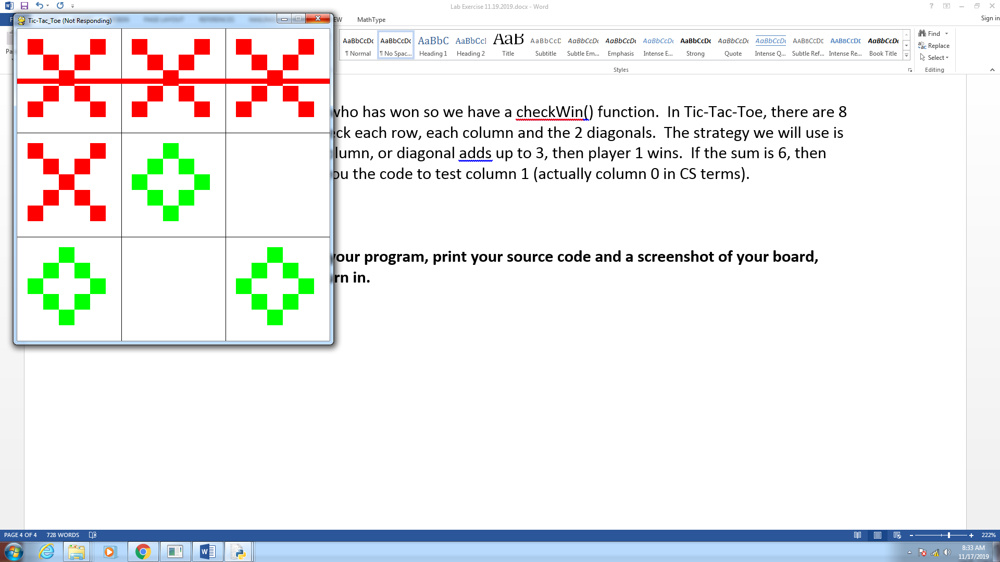 Lab Exercise 11.19.2019.docx - Word
Tic-Tac_Toe (Not Responding)
PAGE LAYOUT REFERENCES EW MathType
Sign in
AaBbCcDc AaBbCcDc AaBbC AaBbCcI AaB AaBbCcD AaBbCcDc AaBbCcDc AaBbCcDc AaBbCcDc AaBbCcDc AaBbCcDc AABBCCDE AABBCCDE AaBbCcDc
¶ Normal ¶ No Spac... Heading 1 Heading 2 Title Subtitle Subtle Em... Emphasis Intense E... Strong Quote Intense Q... Subtle Ref... Intense Re... Book Title
Styles
Find
Replace
Select
Editing
Pa
who has won so we have a checkWin() function. In Tic-Tac-Toe, there are 8
ck each row, each column and the 2 diagonals. The strategy we will use is
lumn, or diagonal adds up to 3, then player 1 wins. If the sum is 6, then
ou the code to test column 1 (actually column 0 in CS terms).
your program, print your source code and a screenshot of your board,
rn in.
PAGE 4 OF 4 728 WORDS
222%
8:33 AM
11/17/2019